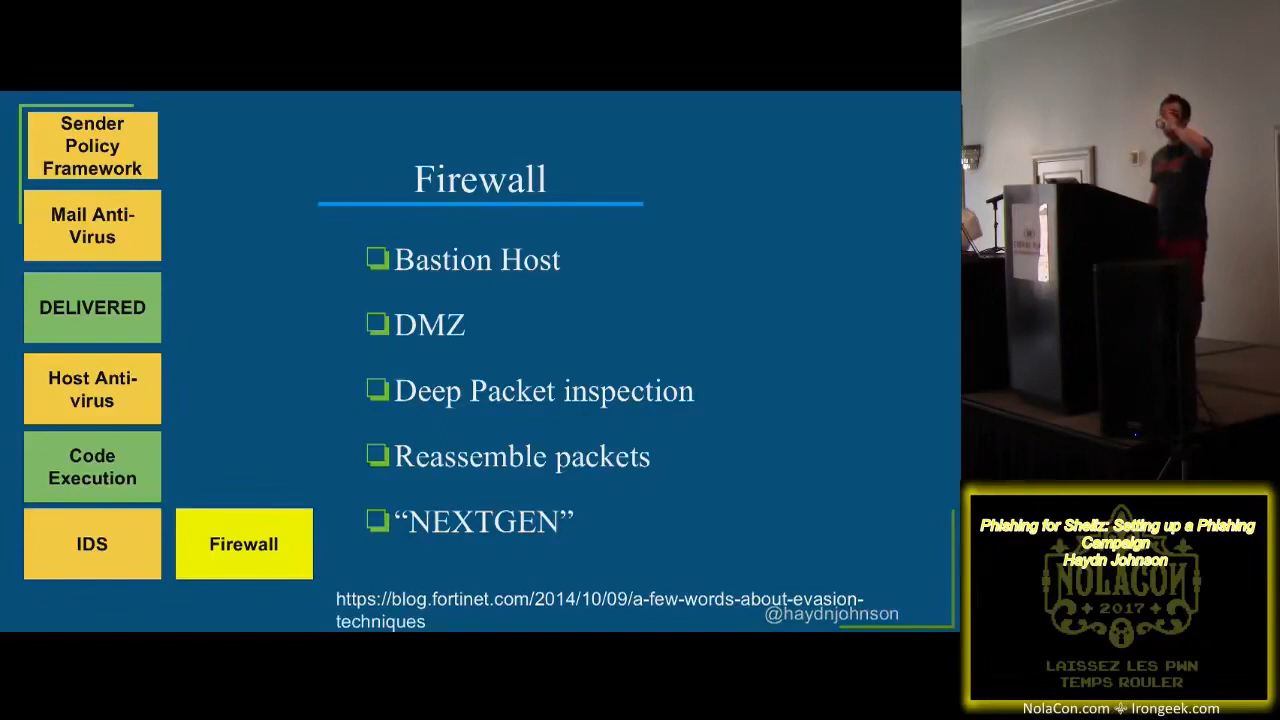 Sender
Policy
Framework
Mail Anti-
Virus
DELIVERED
Host Anti-
virus
Code
Execution
IDS
Firewall
Firewall
Bastion Host
DMZ
Deep Packet inspection
Reassemble packets
“NEXTGEN”
https://blog.fortinet.com/2014/10/09/a-few-words-about-evasion-
techniques
@haydnjohnson
Phishing for Shellz: Setting up a Phishing
Campaign
Haydn Johnson
NOLACON
2017
LAISSEZ LES PWN
TEMPS ROULER
NolaCon.com Irongeek.com